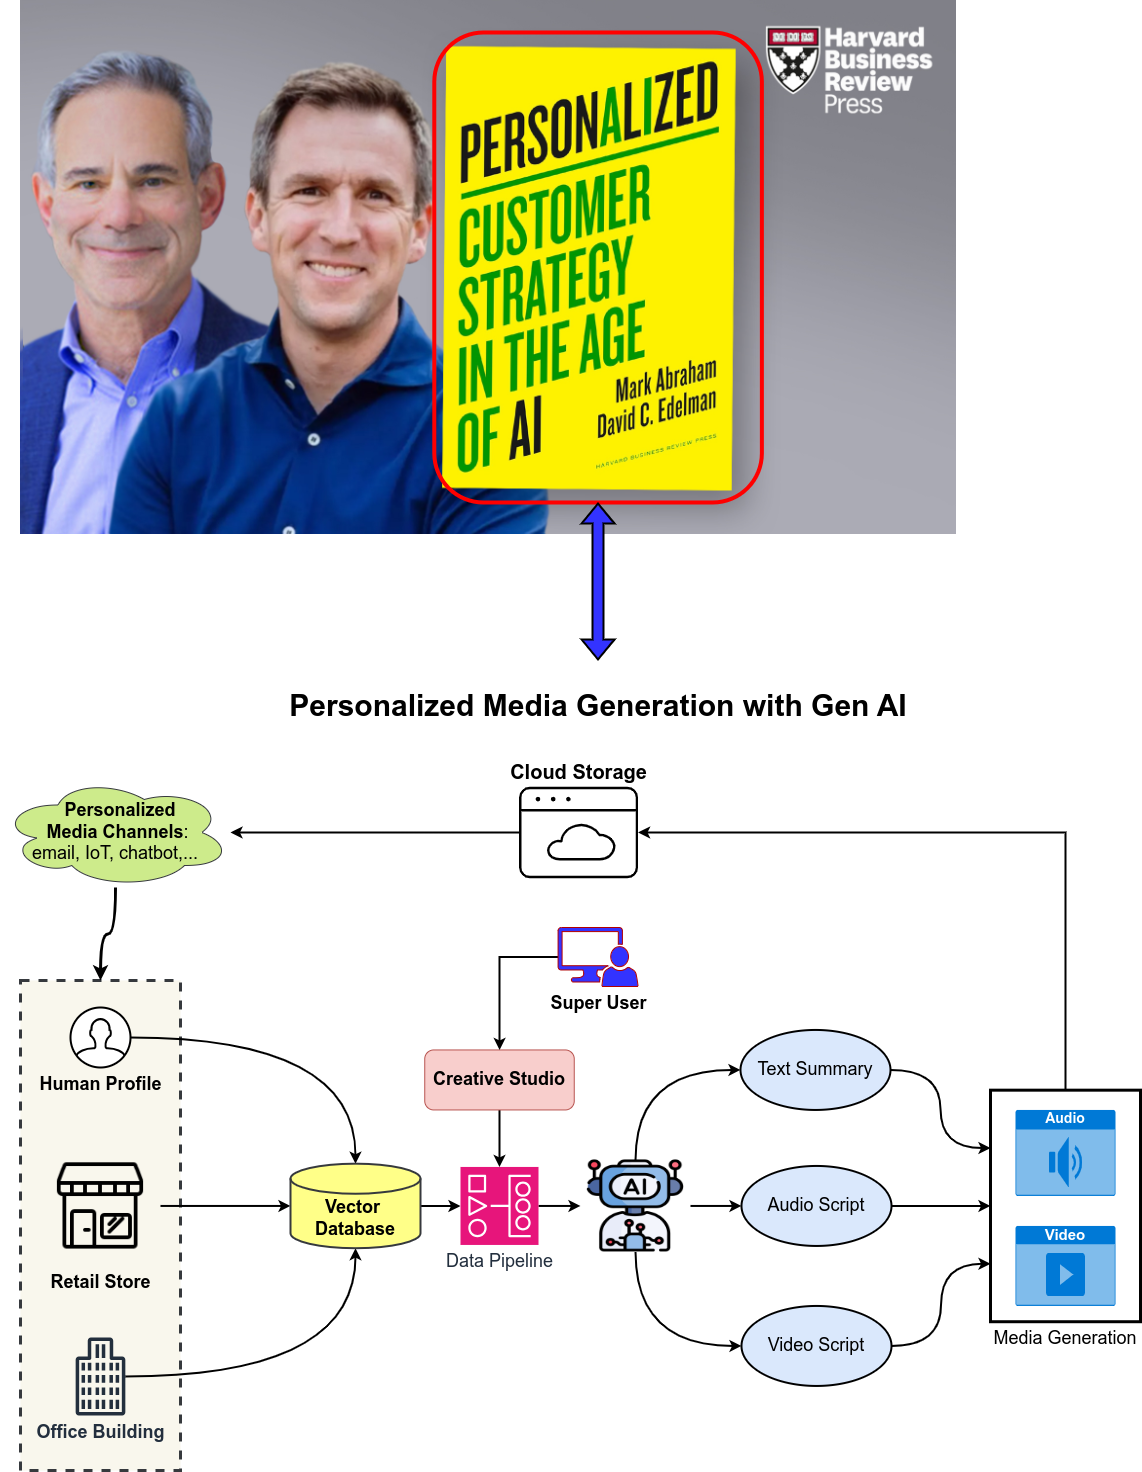 Harvard
Business
Review
Press
PERSONALIZED
CUSTOMER
STRATEGY
IN THE AGE
OF AI
Mark Abraham
David C. Edelman
HARVARD BUSINESS REVIEW PRESS
Personalized Media Generation with Gen AI
Cloud Storage
Personalized
Media Channels:
email, IoT, chatbot,...
Super User
Human Profile
Creative Studio
Text Summary
Audio
AI
Vector
Database
Audio Script
Data Pipeline
Retail Store
Video
Video Script
Media Generation
Office Building